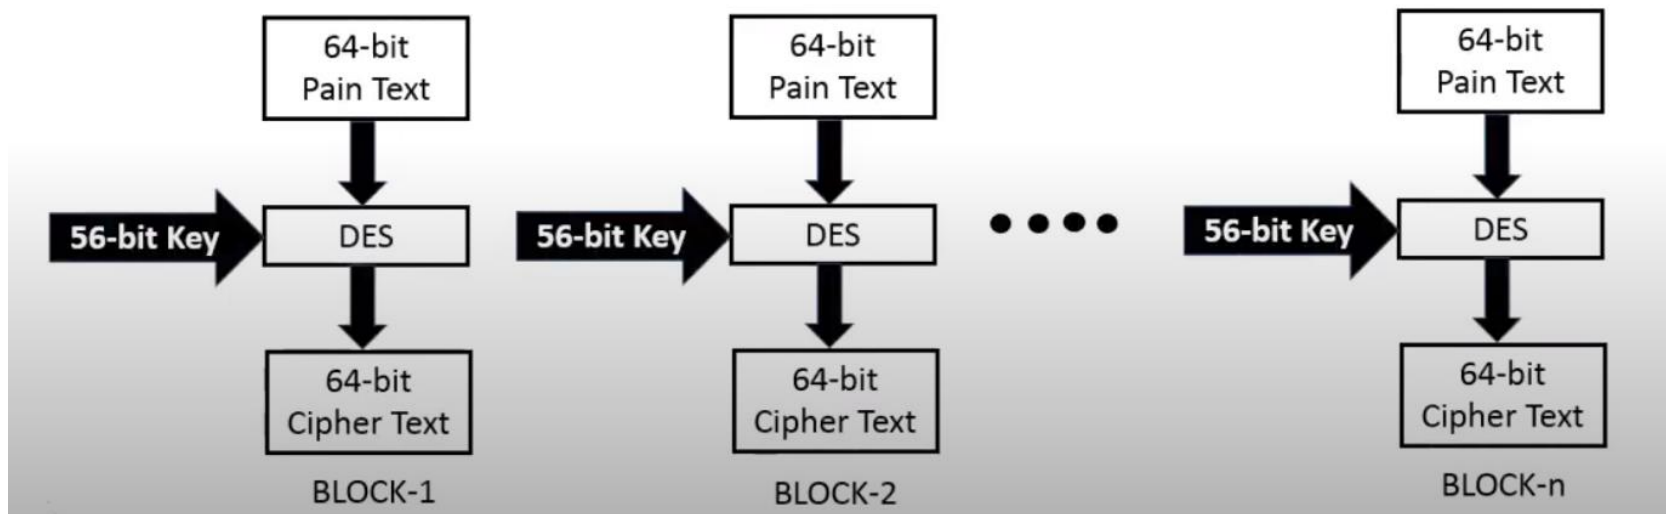 64-bit
Pain Text
64-bit
Pain Text
64-bit
Pain Text
56-bit Key
DES
56-bit Key
DES
56-bit Key
DES
64-bit
Cipher Text
64-bit
Cipher Text
64-bit
Cipher Text
BLOCK-1
BLOCK-2
BLOCK-n